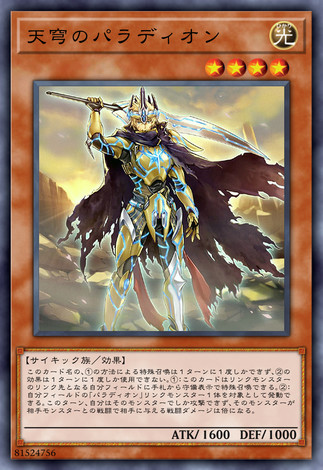 天穹のパラディオン
光
【サイキック族／効果】
このカード名の、①の方法による特殊召喚は１ターンに１度しかできず、②の
効果は１ターンに１度しか使用できない。①：このカードはリンクモンスター
のリンク先となる自分フィールドに手札から守備表示で特殊召喚できる。②：
自分フィールドの「パラディオン」リンクモンスター１体を対象として発動で
きる。このターン、自分はそのモンスターでしか攻撃できず、そのモンスターが
相手モンスターとの戦闘で相手に与える戦闘ダメージは倍になる。
ATK/1600 DEF/1000
81524756